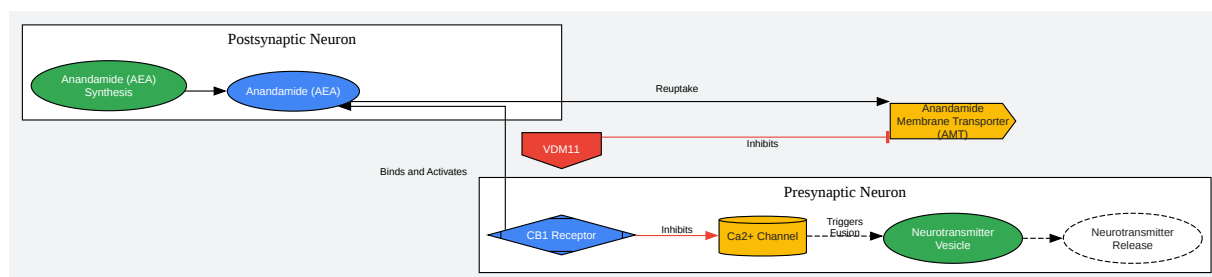 Postsynaptic Neuron
Anandamide (AEA)
Synthesis
Anandamide (AEA)
Reuptake
Anandamide
Membrane Transporter
(AMT)
VDM11
Inhibits
Binds and Activates
Presynaptic Neuron
CB1 Receptor
Inhibits
Ca2+ Channel
Triggers
Fusion
Neurotransmitter
Vesicle
Neurotransmitter
Release